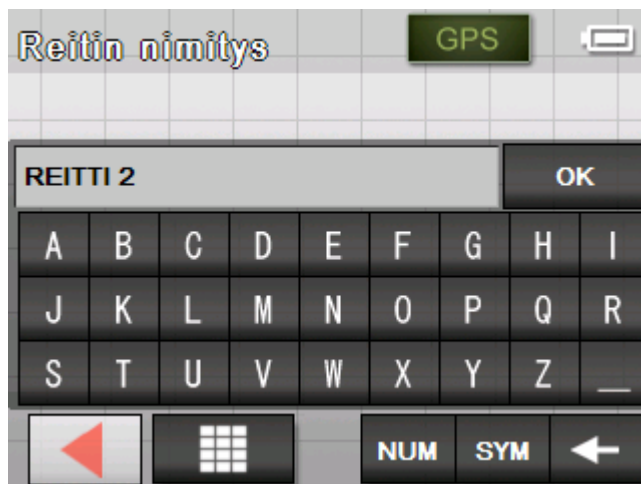 Reitin nimitys GPS
REITTI 2 OK
A B C D E F G H I
J K L M N O P Q R
S T U V W X Y Z _
NUM SYM